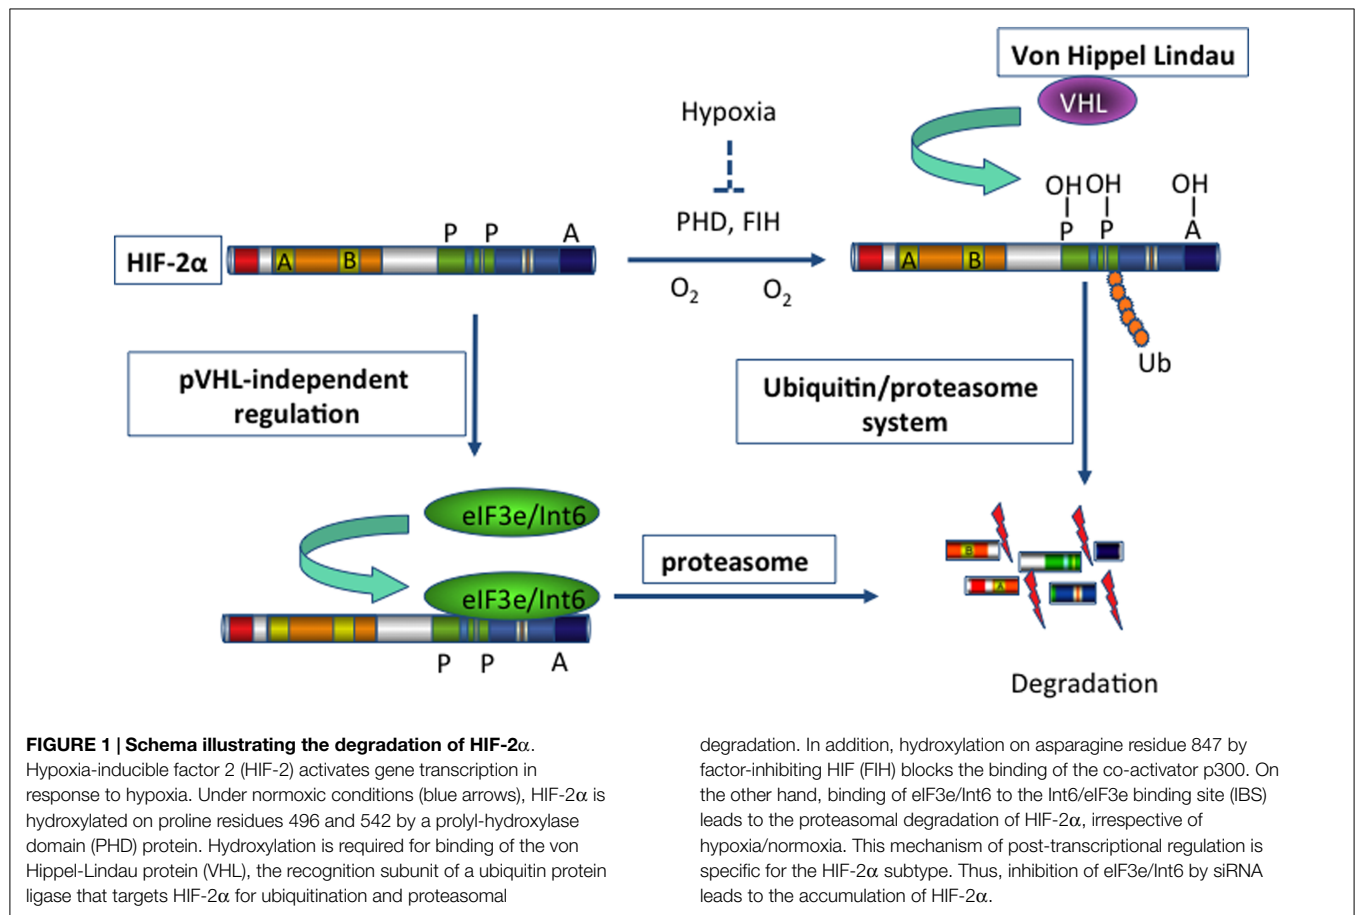 Von Hippel Lindau
VHL
Hypoxia
OH OH OH
P P A
PHD, FIH
P P A
HIF-2α
A B
A B
O2 O2
Ub
pVHL-independent
regulation
Ubiquitin/proteasome
system
eIF3e/Int6
proteasome
eIF3e/Int6
B
A
P P A
Degradation
FIGURE 1 | Schema illustrating the degradation of HIF-2α.
Hypoxia-inducible factor 2 (HIF-2) activates gene transcription in
response to hypoxia. Under normoxic conditions (blue arrows), HIF-2α is
hydroxylated on proline residues 496 and 542 by a prolyl-hydroxylase
domain (PHD) protein. Hydroxylation is required for binding of the von
Hippel-Lindau protein (VHL), the recognition subunit of a ubiquitin protein
ligase that targets HIF-2α for ubiquitination and proteasomal
degradation. In addition, hydroxylation on asparagine residue 847 by
factor-inhibiting HIF (FIH) blocks the binding of the co-activator p300. On
the other hand, binding of eIF3e/Int6 to the Int6/eIF3e binding site (IBS)
leads to the proteasomal degradation of HIF-2α, irrespective of
hypoxia/normoxia. This mechanism of post-transcriptional regulation is
specific for the HIF-2α subtype. Thus, inhibition of eIF3e/Int6 by siRNA
leads to the accumulation of HIF-2α.